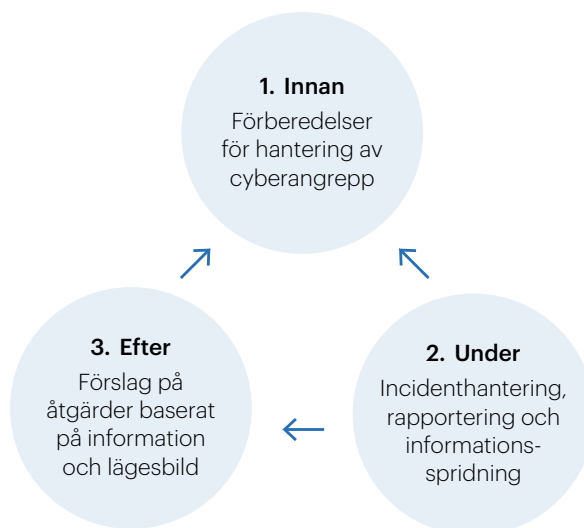 1. Innan
Förberedelser
för hantering av
cyberangrepp
3. Efter
Förslag på
åtgärder baserat
på information
och lägesbild
2. Under
Incidenthantering,
rapportering och
informations-
spridning